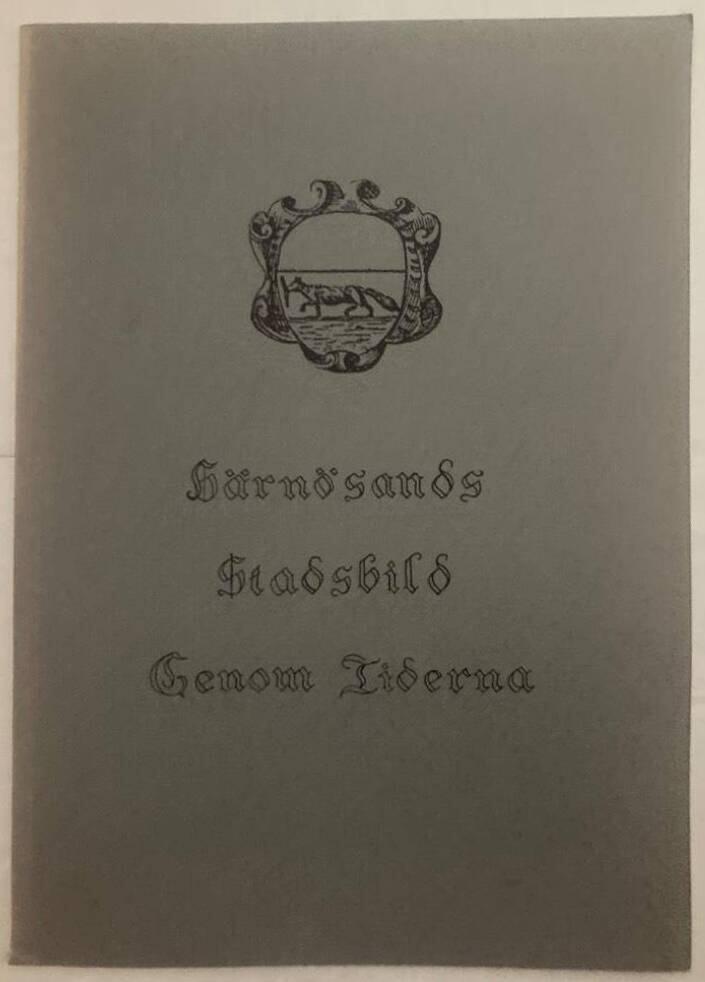 Härnösands
Stadsbild
Genom Tiderna